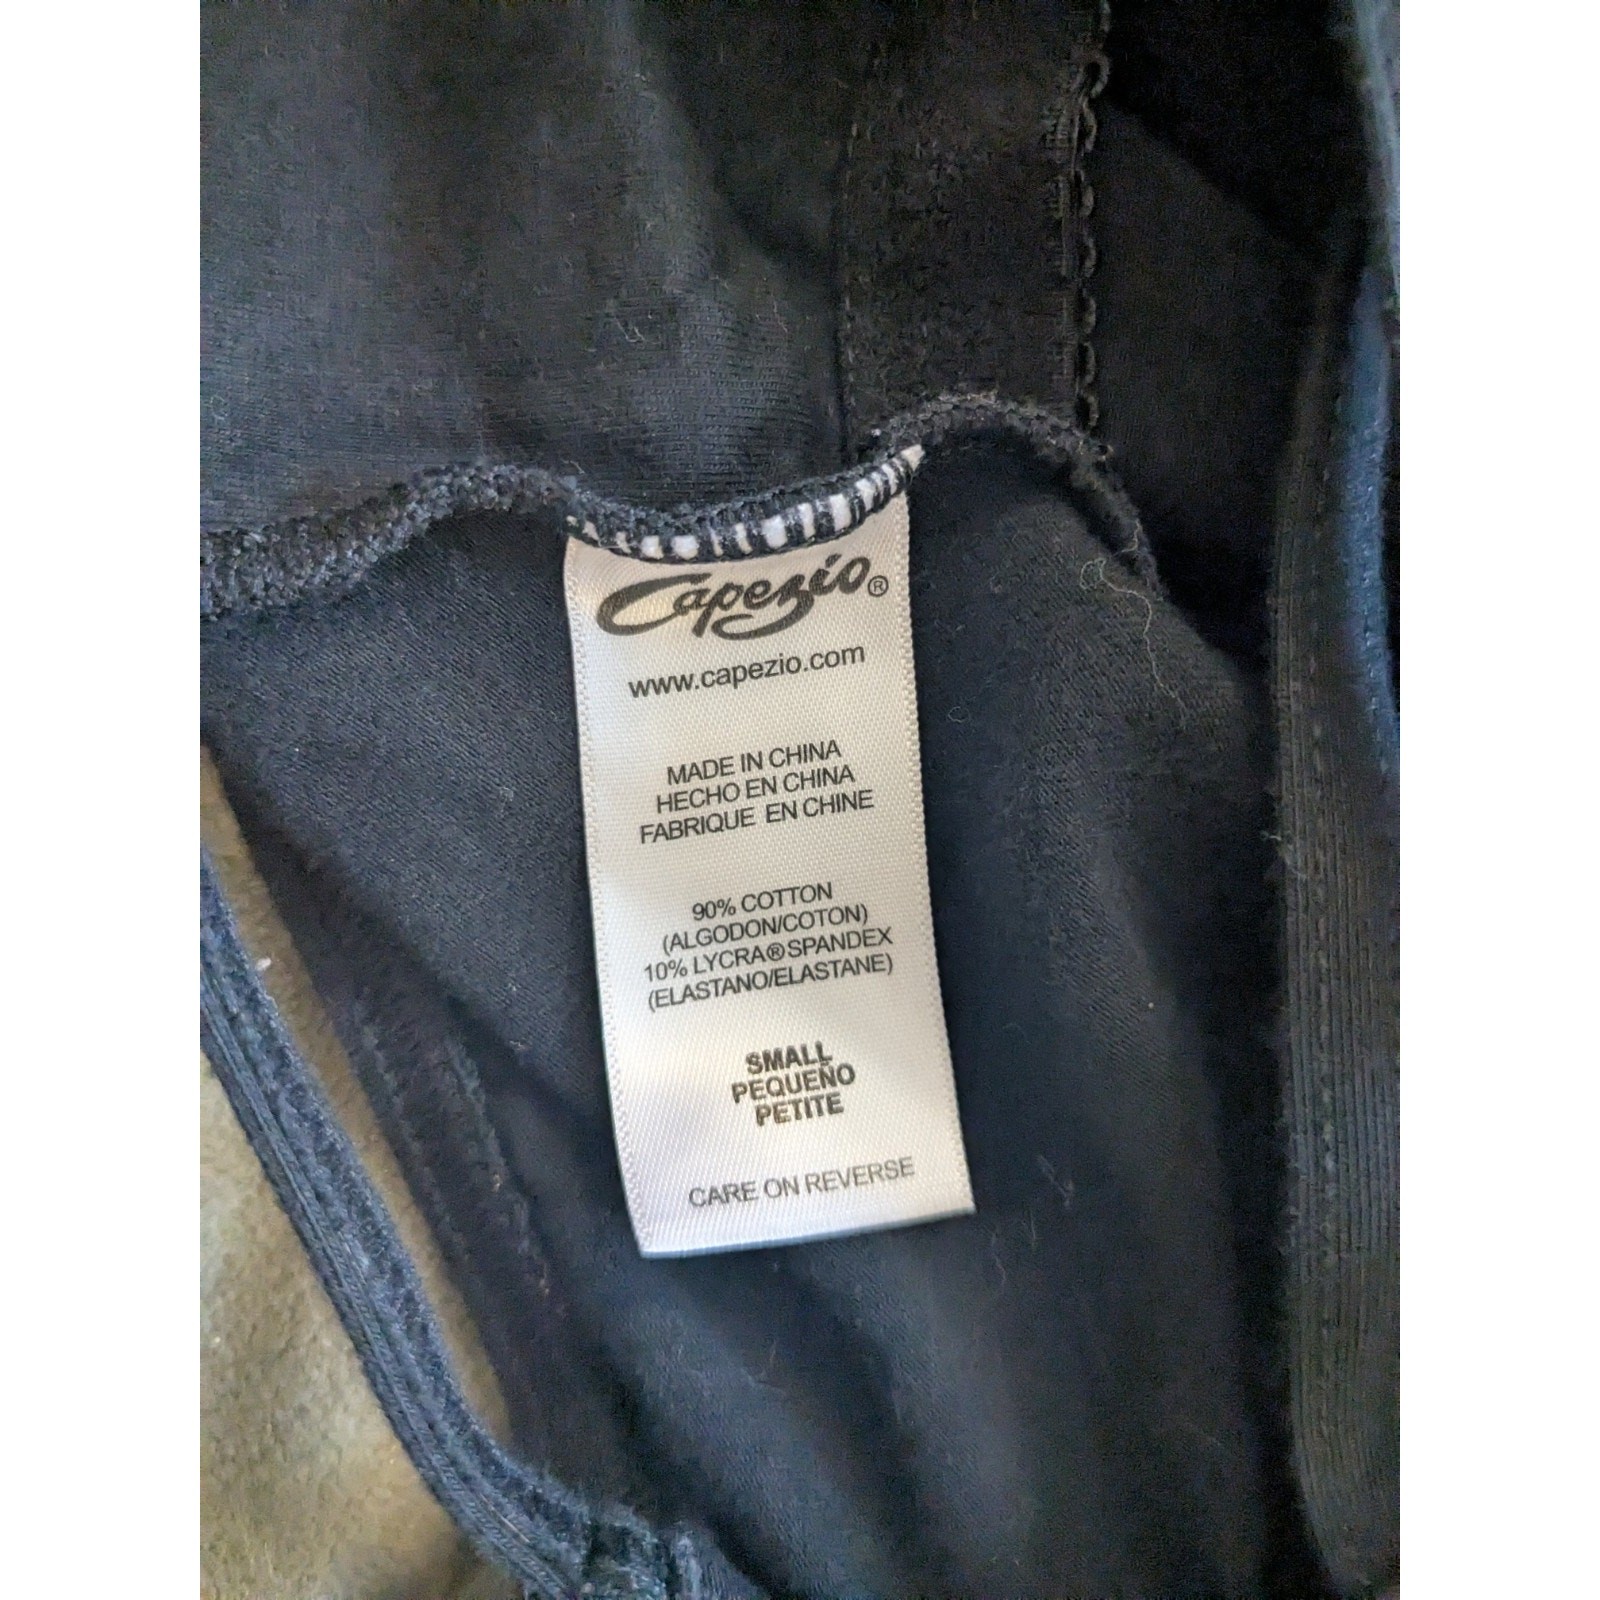 Capezio®
www.capezio.com
MADE IN CHINA
HECHO EN CHINA
FABRIQUE EN CHINE
90% COTTON
(ALGODON/COTON)
10% LYCRA®SPANDEX
(ELASTANO/ELASTANE)
SMALL
PEQUEÑO
PETITE
CARE ON REVERSE